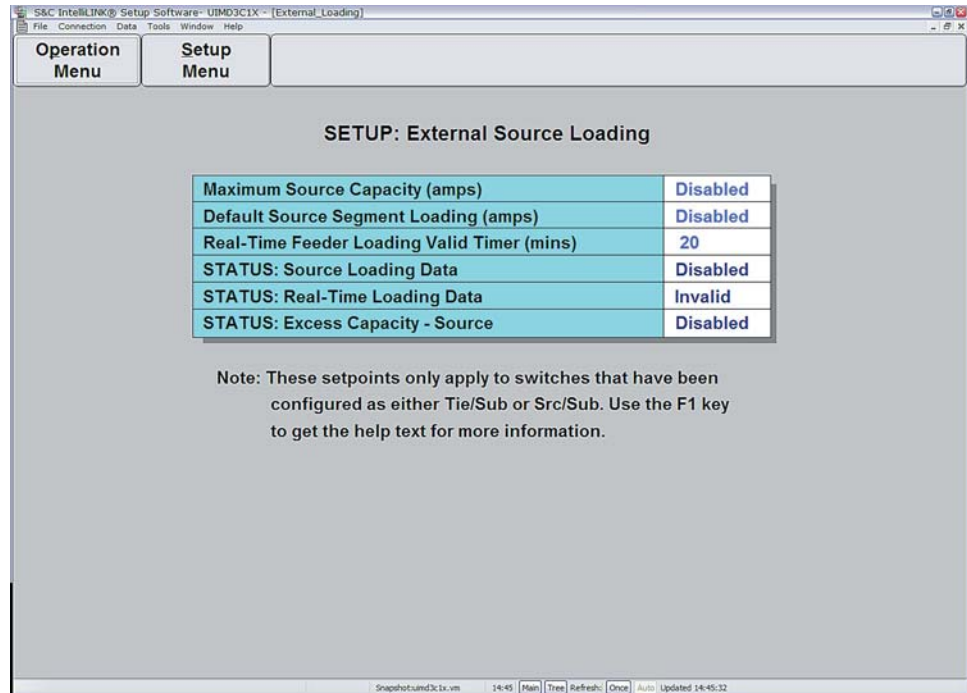 S&C IntelliLINK® Setup Software- UIMD3C1X - [External_Loading]
File Connection Data Tools Window Help
Operation Menu
Setup Menu
SETUP: External Source Loading
Maximum Source Capacity (amps) Disabled
Default Source Segment Loading (amps) Disabled
Real-Time Feeder Loading Valid Timer (mins) 20
STATUS: Source Loading Data Disabled
STATUS: Real-Time Loading Data Invalid
STATUS: Excess Capacity - Source Disabled
Note: These setpoints only apply to switches that have been
configured as either Tie/Sub or Src/Sub. Use the F1 key
to get the help text for more information.
Snapshot:uimd3c1x.vm 14:45 Main Tree Refresh: Once Auto Updated 14:45:32